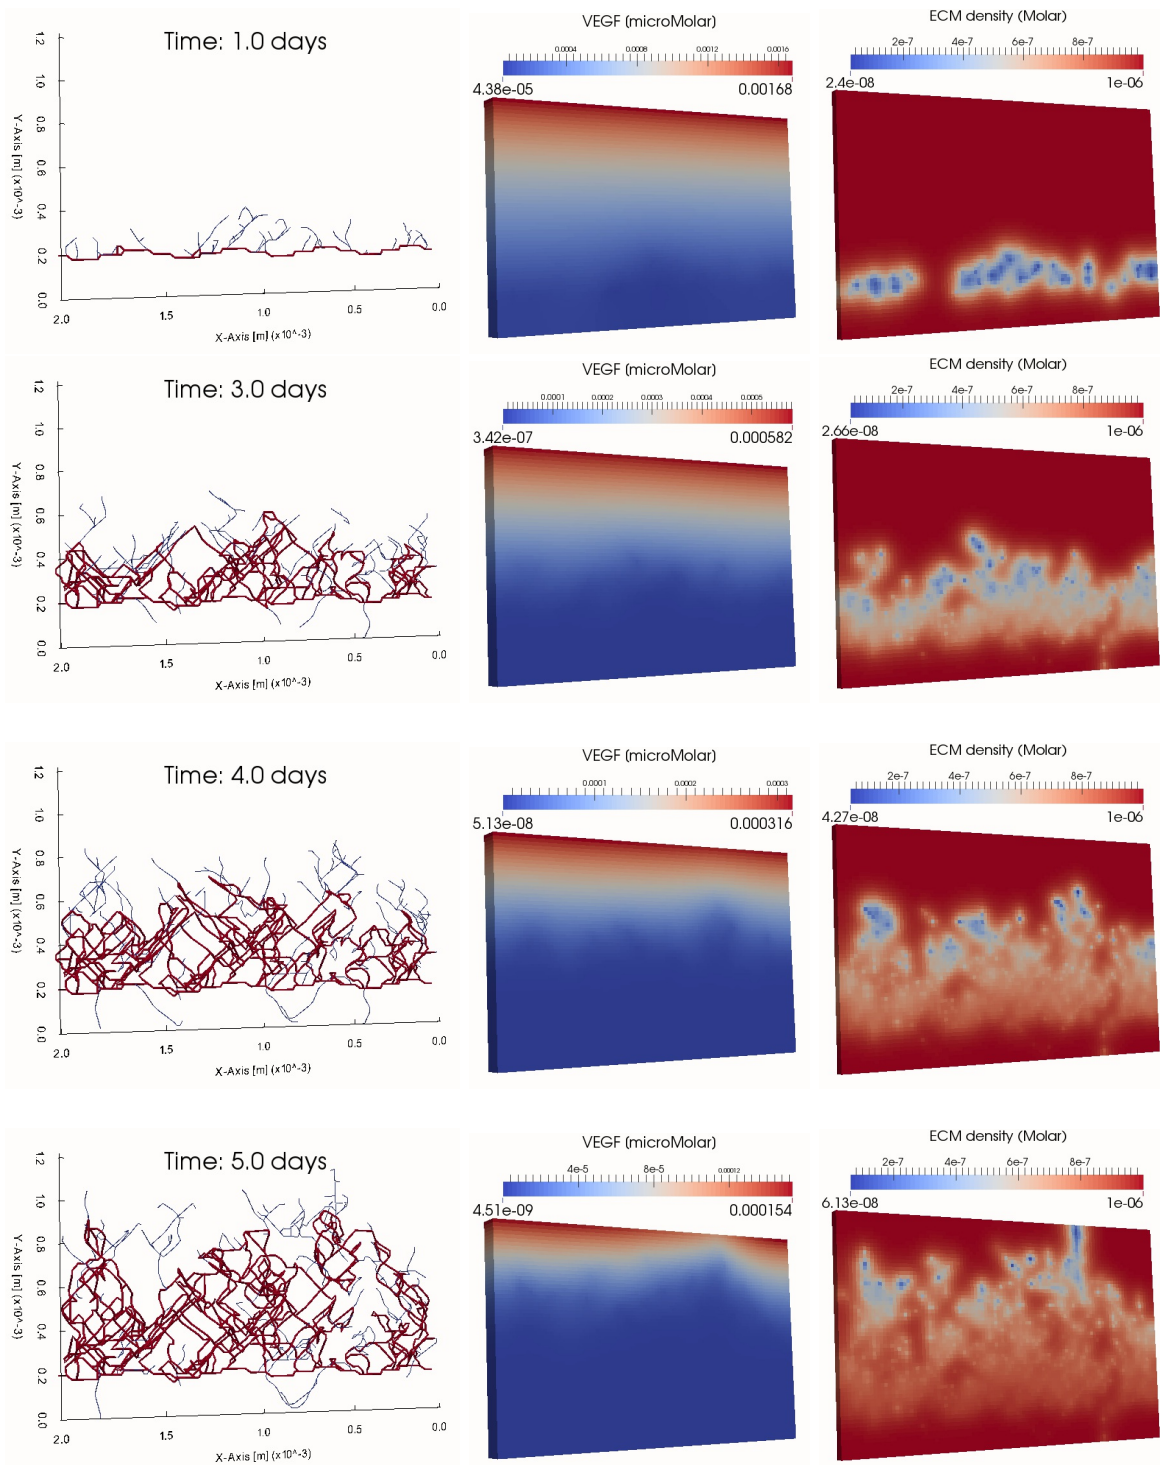 Time: 1.0 days
1.2
1.0
0.8
0.6
0.4
0.2
0.0
Y-Axis [m] (x10^-3)
2.0 1.5 1.0 0.5 0.0
X-Axis [m] (x10^-3)
VEGF [microMolar]
0.0004 0.0008 0.0012 0.0016
4.38e-05 0.00168
ECM density (Molar)
2e-7 4e-7 6e-7 8e-7
2.4e-08 1e-06
Time: 3.0 days
1.2
1.0
0.8
0.6
0.4
0.2
0.0
Y-Axis [m] (x10^-3)
2.0 1.5 1.0 0.5 0.0
X-Axis [m] (x10^-3)
VEGF [microMolar]
0.0001 0.0002 0.0003 0.0004 0.0005
3.42e-07 0.000582
ECM density (Molar)
2e-7 4e-7 6e-7 8e-7
2.66e-08 1e-06
Time: 4.0 days
1.2
1.0
0.8
0.6
0.4
0.2
0.0
Y-Axis [m] (x10^-3)
2.0 1.5 1.0 0.5 0.0
X-Axis [m] (x10^-3)
VEGF [microMolar]
0.0001 0.0002 0.0003
5.13e-08 0.000316
ECM density (Molar)
2e-7 4e-7 6e-7 8e-7
4.27e-08 1e-06
Time: 5.0 days
1.2
1.0
0.8
0.6
0.4
0.2
0.0
Y-Axis [m] (x10^-3)
2.0 1.5 1.0 0.5 0.0
X-Axis [m] (x10^-3)
VEGF [microMolar]
4e-5 8e-5 0.00012
4.51e-09 0.000154
ECM density (Molar)
2e-7 4e-7 6e-7 8e-7
6.13e-08 1e-06